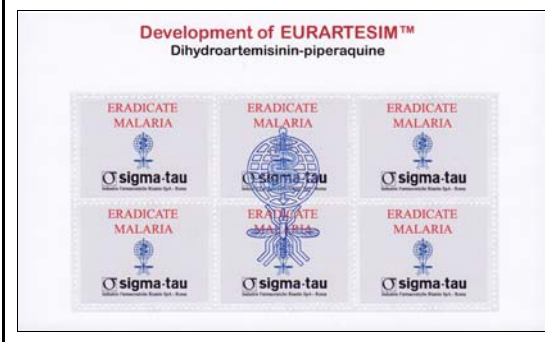 Development of EURARTESIM™
Dihydroartemisinin-piperaquine
ERADICATE MALARIA
ERADICATE MALARIA
ERADICATE MALARIA
sigma-tau
sigma-tau
sigma-tau
ERADICATE MALARIA
ERADICATE MALARIA
ERADICATE MALARIA
sigma-tau
sigma-tau
sigma-tau